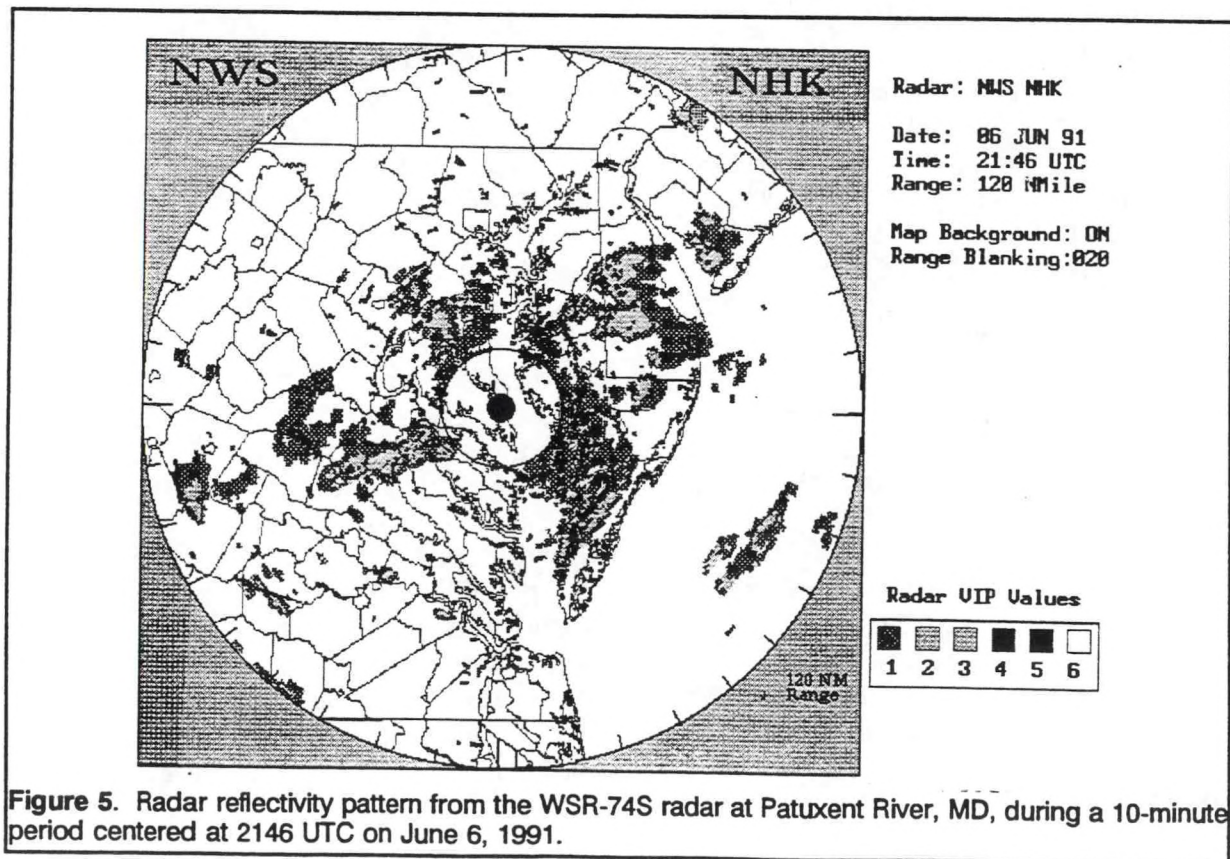 NWS NHK
Radar: NWS NHK
Date: 06 JUN 91
Time: 21:46 UTC
Range: 120 NMile
Map Background: ON
Range Blanking:020
Radar VIP Values
1 2 3 4 5 6
120 NM
Range
Figure 5. Radar reflectivity pattern from the WSR-74S radar at Patuxent River, MD, during a 10-minute
period centered at 2146 UTC on June 6, 1991.